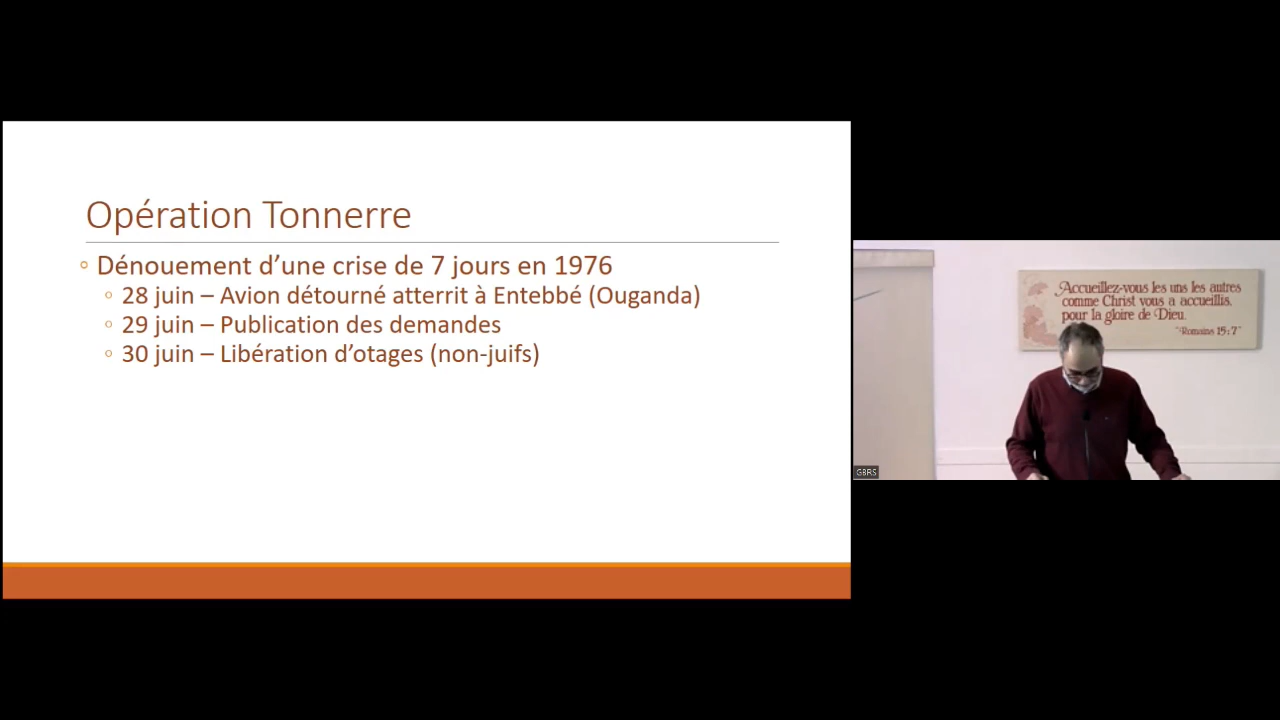 Opération Tonnerre
◦ Dénouement d’une crise de 7 jours en 1976
◦ 28 juin – Avion détourné atterrit à Entebbé (Ouganda)
◦ 29 juin – Publication des demandes
◦ 30 juin – Libération d’otages (non-juifs)
Accueillez-vous les uns les autres
comme Christ vous a accueillis,
pour la gloire de Dieu.
Romains 15:7
GBRS